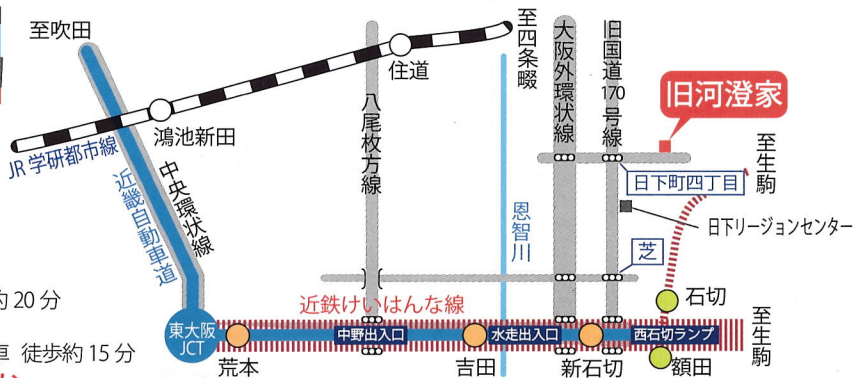 至吹田
至四条畷
大阪外環状線
旧国道170号線
住道
旧河澄家
八尾枚方線
鴻池新田
JR学研都市線
至生駒
中央環状線
近畿自動車道
日下町四丁目
恩智川
日下リージョンセンター
芝
約20分
近鉄けいはんな線
石切
東大阪
JCT
中野出入口
水走出入口
西石切ランプ
至生駒
車 徒歩約15分
荒本
吉田
新石切
額田